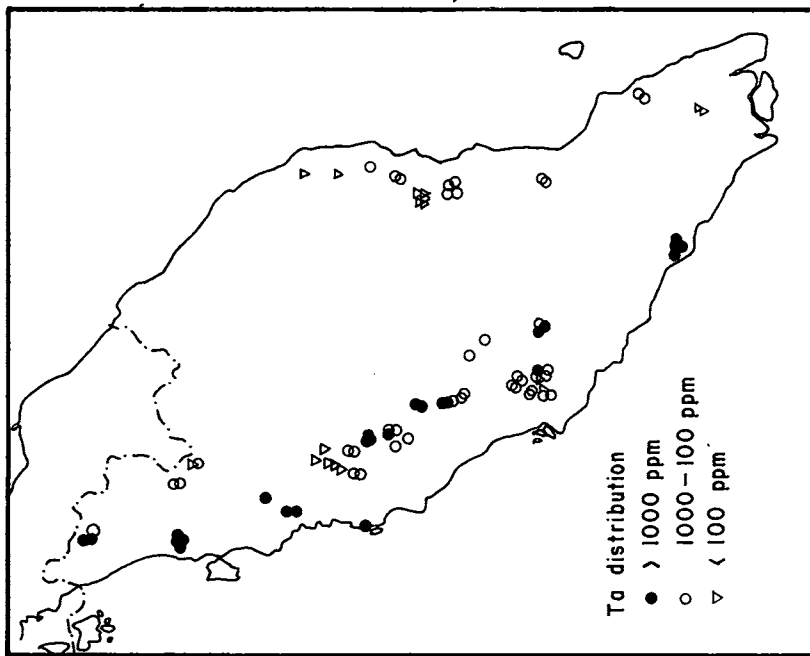 Ta distribution
● > 1000 ppm
○ 1000-100 ppm
▽ < 100 ppm